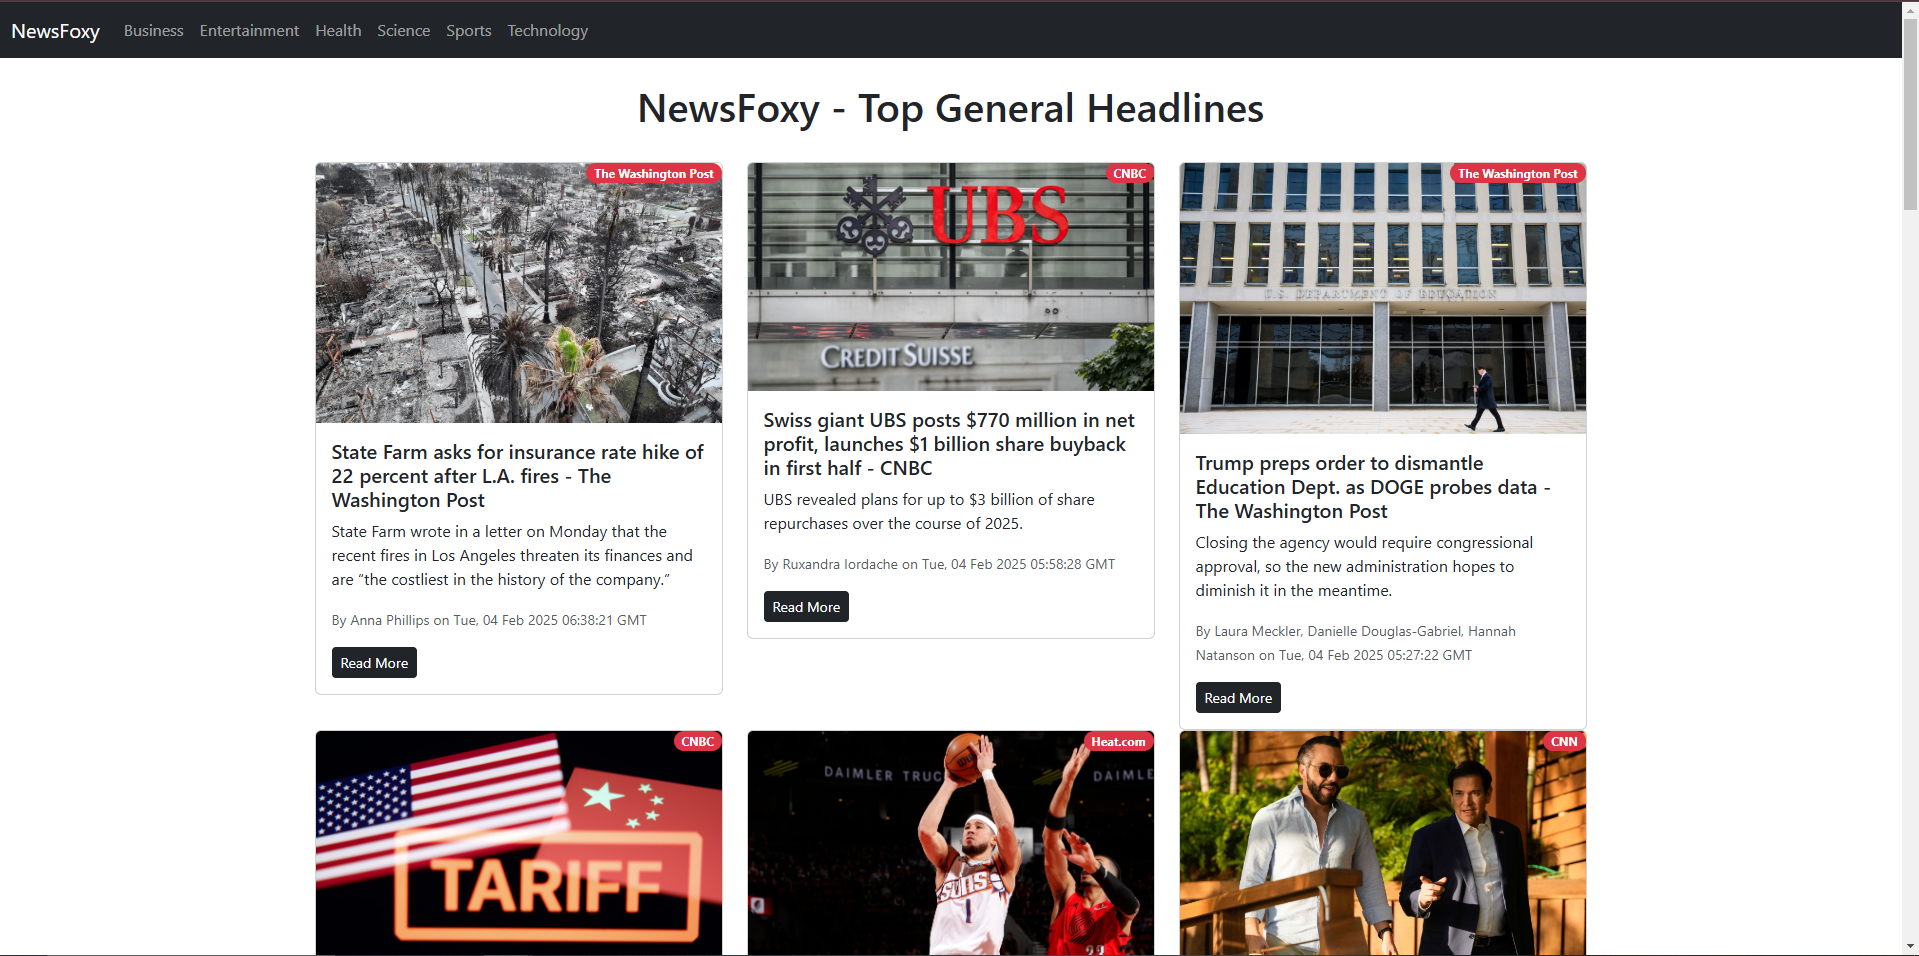 NewsFoxy Business Entertainment Health Science Sports Technology
NewsFoxy - Top General Headlines
The Washington Post
State Farm asks for insurance rate hike of
22 percent after L.A. fires - The
Washington Post
State Farm wrote in a letter on Monday that the
recent fires in Los Angeles threaten its finances and
are “the costliest in the history of the company.”
By Anna Phillips on Tue, 04 Feb 2025 06:38:21 GMT
Read More
CNBC
UBS
CREDIT SUISSE
Swiss giant UBS posts $770 million in net
profit, launches $1 billion share buyback
in first half - CNBC
UBS revealed plans for up to $3 billion of share
repurchases over the course of 2025.
By Ruxandra Iordache on Tue, 04 Feb 2025 05:58:28 GMT
Read More
The Washington Post
U.S. DEPARTMENT OF EDUCATION
Trump preps order to dismantle
Education Dept. as DOGE probes data -
The Washington Post
Closing the agency would require congressional
approval, so the new administration hopes to
diminish it in the meantime.
By Laura Meckler, Danielle Douglas-Gabriel, Hannah
Natanson on Tue, 04 Feb 2025 05:27:22 GMT
Read More
CNBC
TARIFF
Heat.com
DAIMLER TRUC
DAIMLE
SUNS
1
CNN